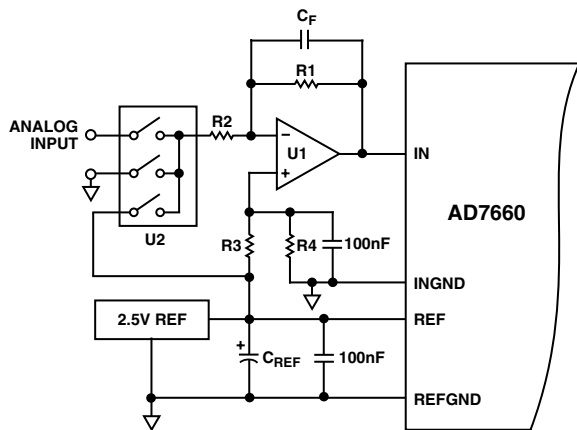 CF
R1
ANALOG
INPUT
R2
−
U1
+
IN
AD7660
U2
R3
R4
100nF
INGND
2.5V REF
REF
+
CREF
100nF
REFGND